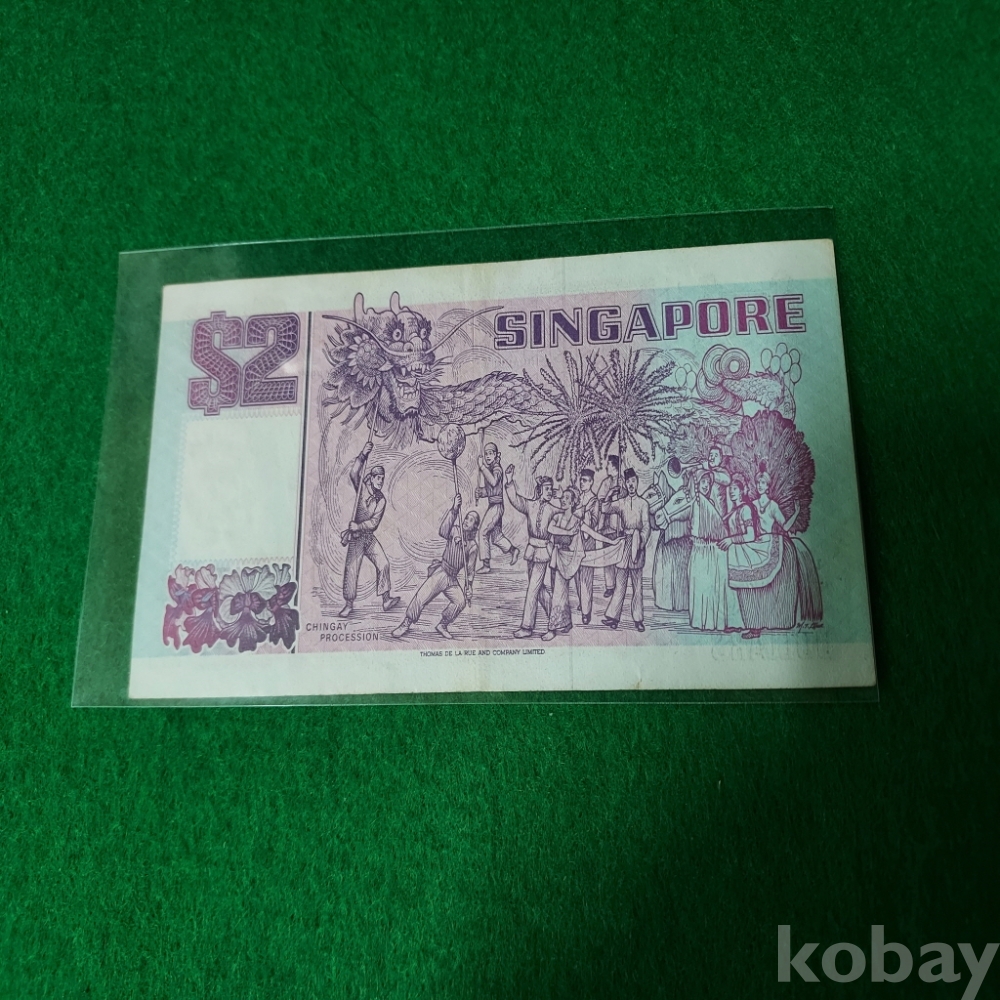 $2
SINGAPORE
CHINGAY
PROCESSION
THOMAS DE LA RUE AND COMPANY LIMITED
kobay